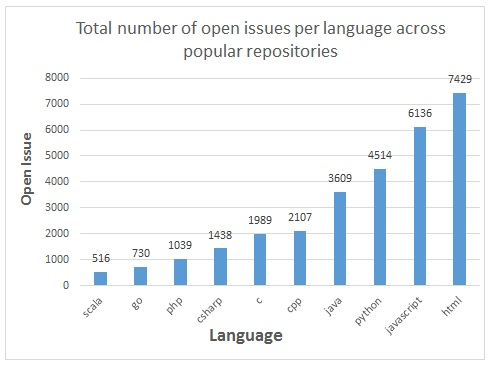 Total number of open issues per language across
popular repositories
8000
7000
6000
5000
4000
3000
2000
1000
0
Open Issue
516
730
1039
1438
1989
2107
3609
4514
6136
7429
scala
go
php
csharp
c
cpp
java
python
javascript
html
Language